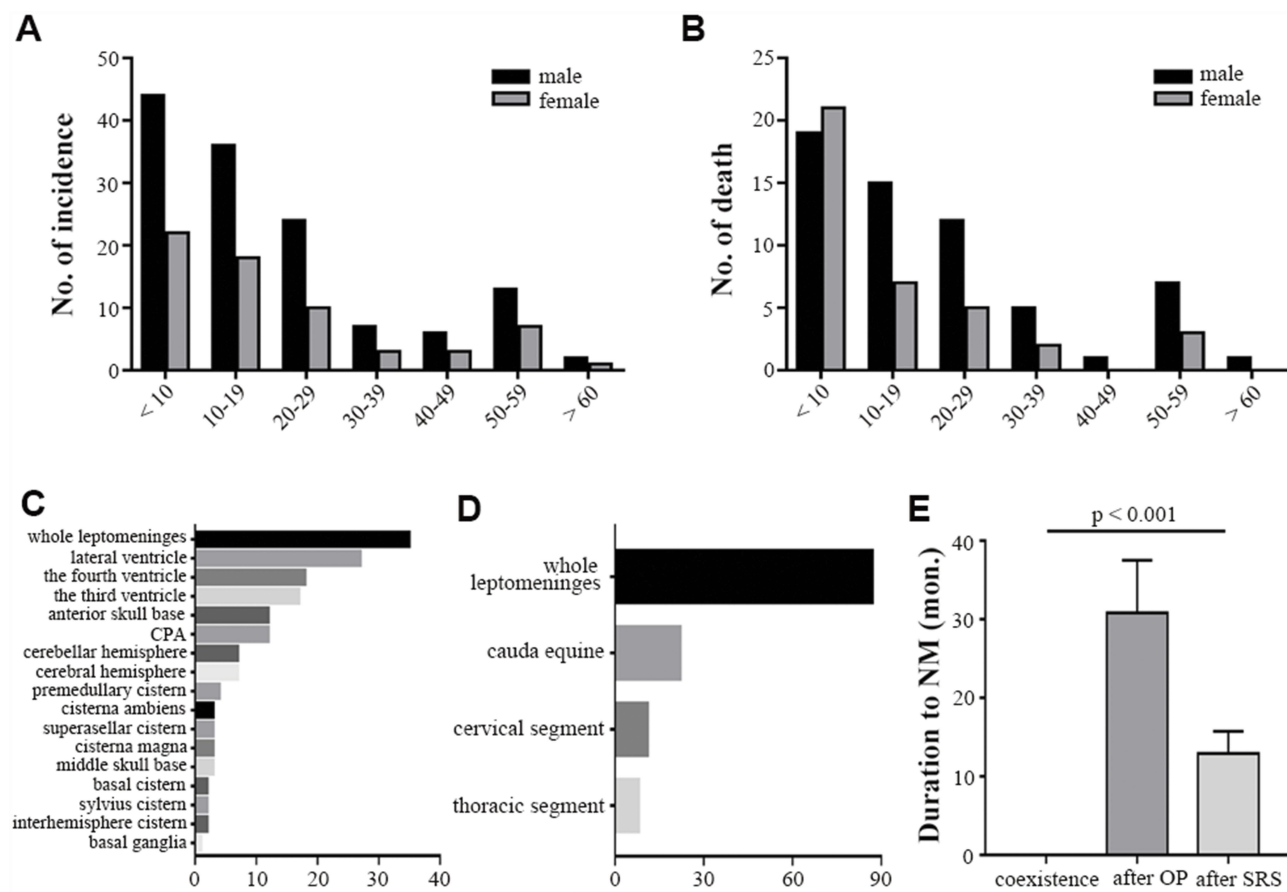 A
No. of incidence
50
40
30
20
10
0
male
female
< 10
10-19
20-29
30-39
40-49
50-59
> 60
B
No. of death
25
20
15
10
5
0
male
female
< 10
10-19
20-29
30-39
40-49
50-59
> 60
C
whole leptomeninges
lateral ventricle
the fourth ventricle
the third ventricle
anterior skull base
CPA
cerebellar hemisphere
cerebral hemisphere
premedullary cistern
cisterna ambiens
superasellar cistern
cisterna magna
middle skull base
basal cistern
sylvius cistern
interhemisphere cistern
basal ganglia
0 10 20 30 40
D
whole
leptomeninges
cauda equine
cervical segment
thoracic segment
0 30 60 90
E
p < 0.001
Duration to NM (mon.)
40
30
20
10
0
coexistence after OP after SRS